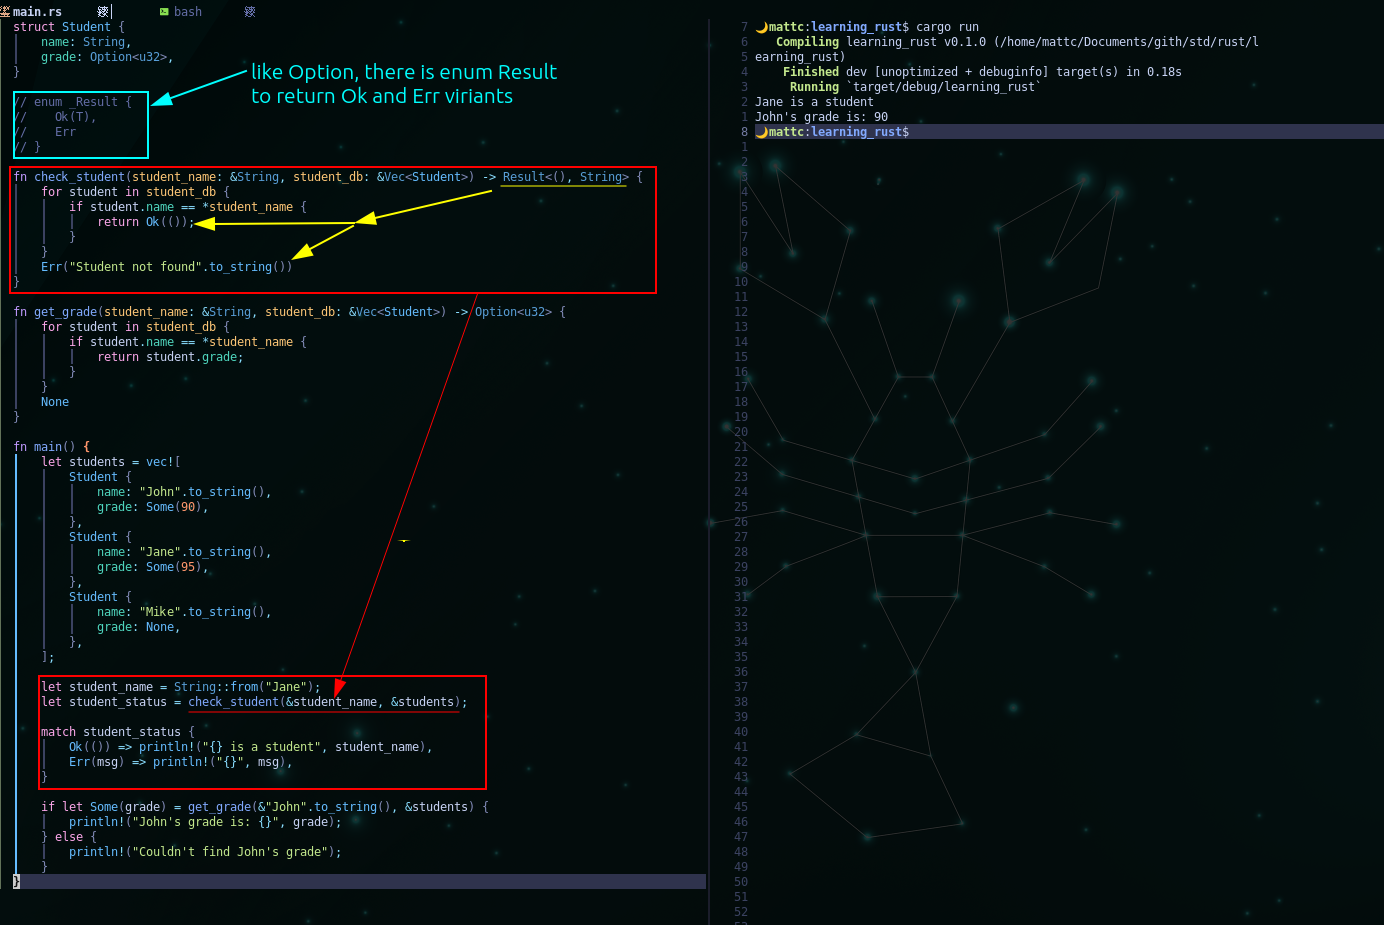 main.rs
bash
struct Student {
name: String,
grade: Option<u32>,
}
like Option, there is enum Result
to return Ok and Err viriants
// enum _Result {
//    Ok(T),
//    Err
// }
fn check_student(student_name: &String, student_db: &Vec<Student>) -> Result<(), String> {
for student in student_db {
if student.name == *student_name {
return Ok(());
}
}
Err("Student not found".to_string())
}
fn get_grade(student_name: &String, student_db: &Vec<Student>) -> Option<u32> {
for student in student_db {
if student.name == *student_name {
return student.grade;
}
}
None
}
fn main() {
let students = vec![
Student {
name: "John".to_string(),
grade: Some(90),
},
Student {
name: "Jane".to_string(),
grade: Some(95),
},
Student {
name: "Mike".to_string(),
grade: None,
},
];
let student_name = String::from("Jane");
let student_status = check_student(&student_name, &students);
match student_status {
Ok(()) => println!("{} is a student", student_name),
Err(msg) => println!("{}", msg),
}
if let Some(grade) = get_grade(&"John".to_string(), &students) {
println!("John's grade is: {}", grade);
} else {
println!("Couldn't find John's grade");
}
}
7 🌙mattc:learning_rust$ cargo run
6 Compiling learning_rust v0.1.0 (/home/mattc/Documents/gith/std/rust/l
5 earning_rust)
4 Finished dev [unoptimized + debuginfo] target(s) in 0.18s
3 Running `target/debug/learning_rust`
2 Jane is a student
1 John's grade is: 90
8 🌙mattc:learning_rust$
1
2
3
4
5
6
7
8
9
10
11
12
13
14
15
16
17
18
19
20
21
22
23
24
25
26
27
28
29
30
31
32
33
34
35
36
37
38
39
40
41
42
43
44
45
46
47
48
49
50
51
52